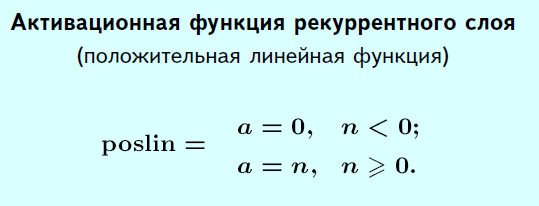 Активационная функция рекуррентного слоя
(положительная линейная функция)
poslin =
a = 0, n < 0;
a = n, n ⩾ 0.